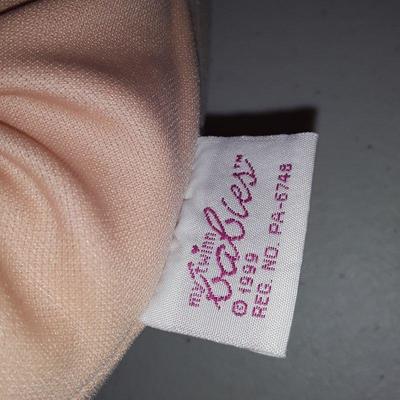 my twinn
babies™
© 1999
REG. NO. PA-6748